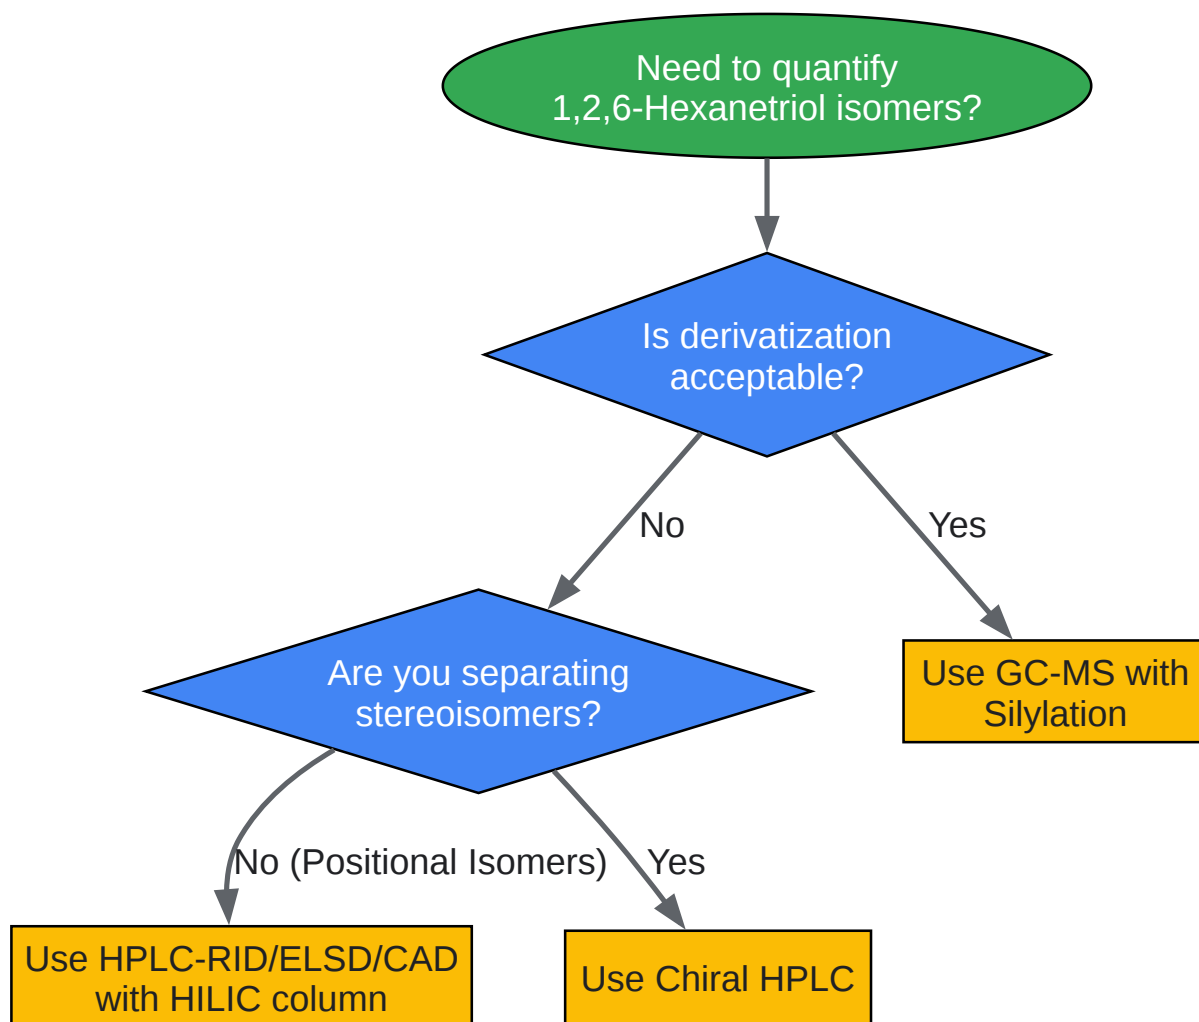 Need to quantify
1,2,6-Hexanetriol isomers?
Is derivatization
acceptable?
No
Yes
Are you separating
stereoisomers?
Use GC-MS with
Silylation
No (Positional Isomers)
Yes
Use HPLC-RID/ELSD/CAD
with HILIC column
Use Chiral HPLC